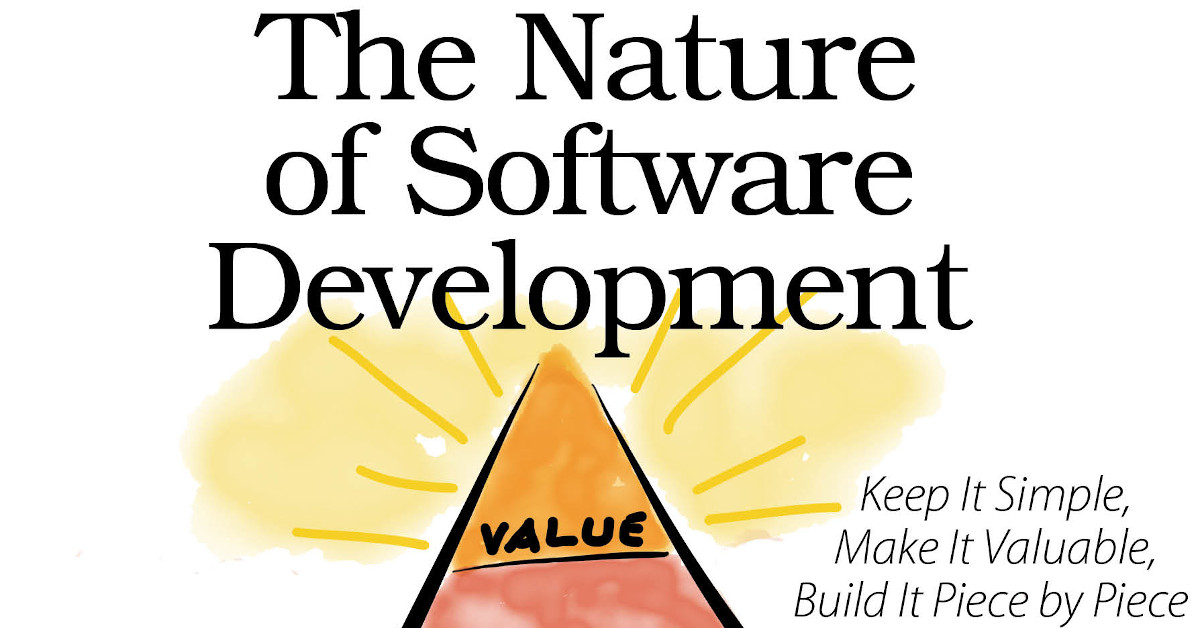 The Nature
of Software
Development
VALUE
Keep It Simple,
Make It Valuable,
Build It Piece by Piece